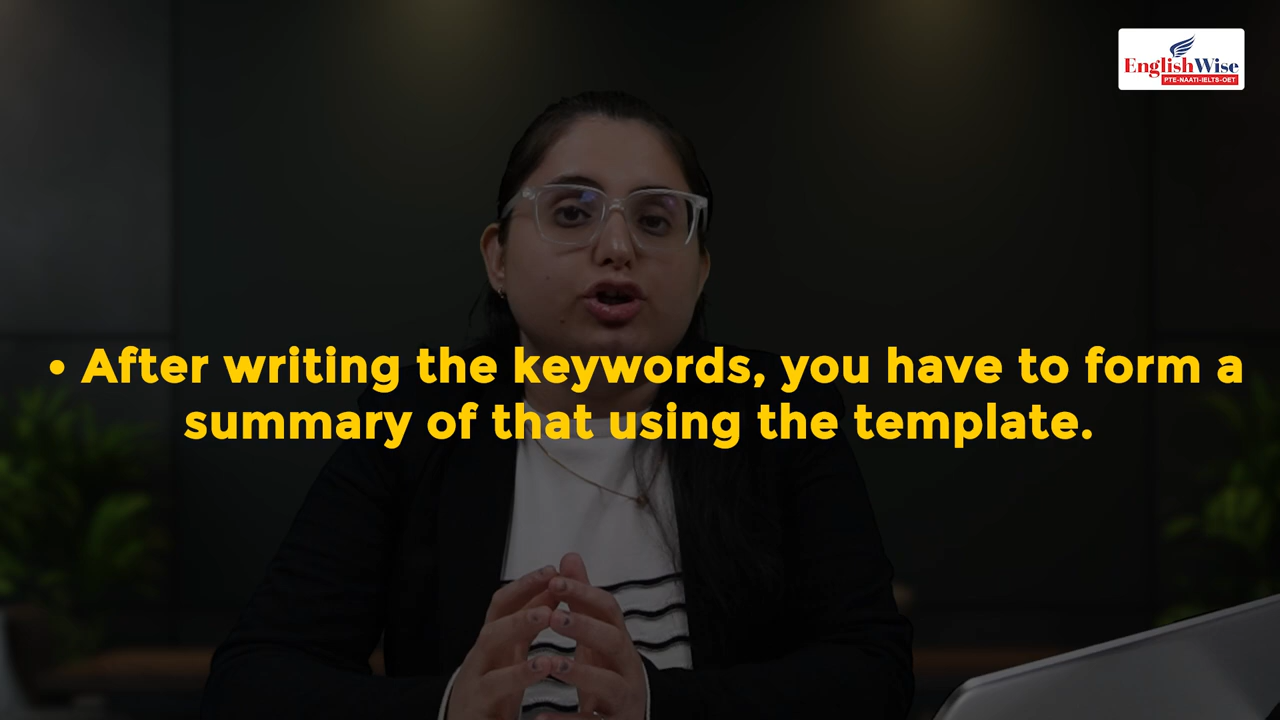 EnglishWise
PTE-NAATI-IELTS-OET
• After writing the keywords, you have to form a
summary of that using the template.